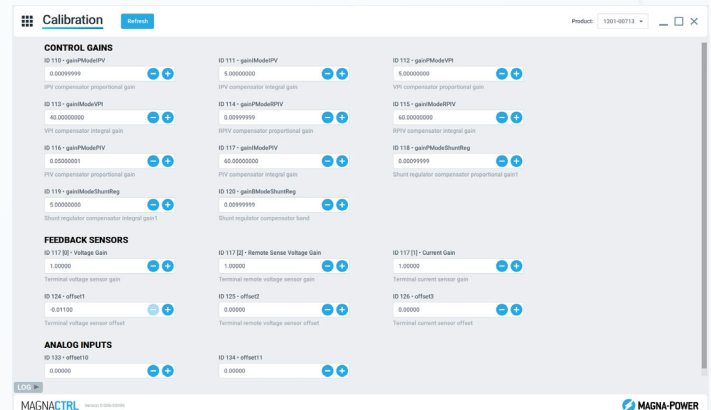 Calibration
Refresh
Product:
1201-00713
CONTROL GAINS
ID 110 - gainPModeIPV
ID 111 - gainIModeIPV
ID 112 - gainPModeVPI
0.00099999
5.00000000
5.00000000
IPV compensator proportional gain
IPV compensator integral gain
VPI compensator proportional gain
ID 113 - gainIModeVPI
ID 114 - gainPModeRPIV
ID 115 - gainIModeRPIV
40.00000000
0.00999999
60.00000000
VPI compensator integral gain
RPIV compensator proportional gain
RPIV compensator integral gain
ID 116 - gainPModePIV
ID 117 - gainIModePIV
ID 118 - gainPModeShuntReg
0.05000001
60.00000000
0.00099999
PIV compensator proportional gain
PIV compensator integral gain
Shunt regulator compensator proportional gain1
ID 119 - gainIModeShuntReg
ID 120 - gainBModeShuntReg
5.00000000
0.00999999
Shunt regulator compensator integral gain1
Shunt regulator compensator band
FEEDBACK SENSORS
ID 117 [0] - Voltage Gain
ID 117 [2] - Remote Sense Voltage Gain
ID 117 [1] - Current Gain
1.00000
1.00000
1.00000
Terminal voltage sensor gain
Terminal remote voltage sensor gain
Terminal current sensor gain
ID 124 - offset1
ID 125 - offset2
ID 126 - offset3
-0.01100
0.00000
0.00000
Terminal voltage sensor offset
Terminal remote voltage sensor offset
Terminal current sensor offset
ANALOG INPUTS
ID 133 - offset10
ID 134 - offset11
0.00000
0.00000
LOG
MAGNACTRL
MAGNA-POWER